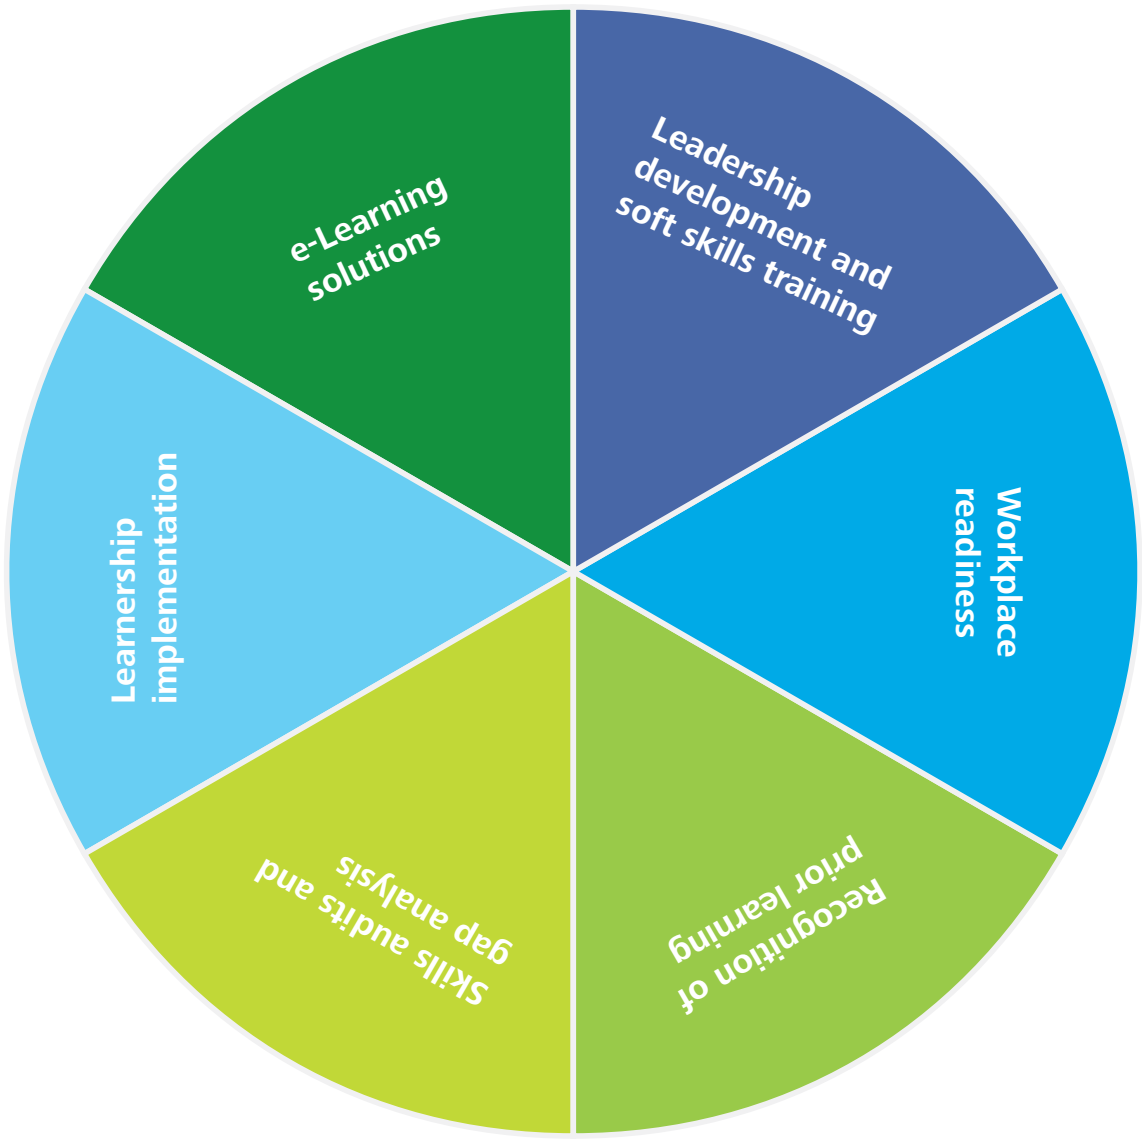 Leadership
development and
soft skills training
Workplace
readiness
Recognition of
prior learning
Skills audits and
gap analysis
Learnership
implementation
e-Learning
solutions